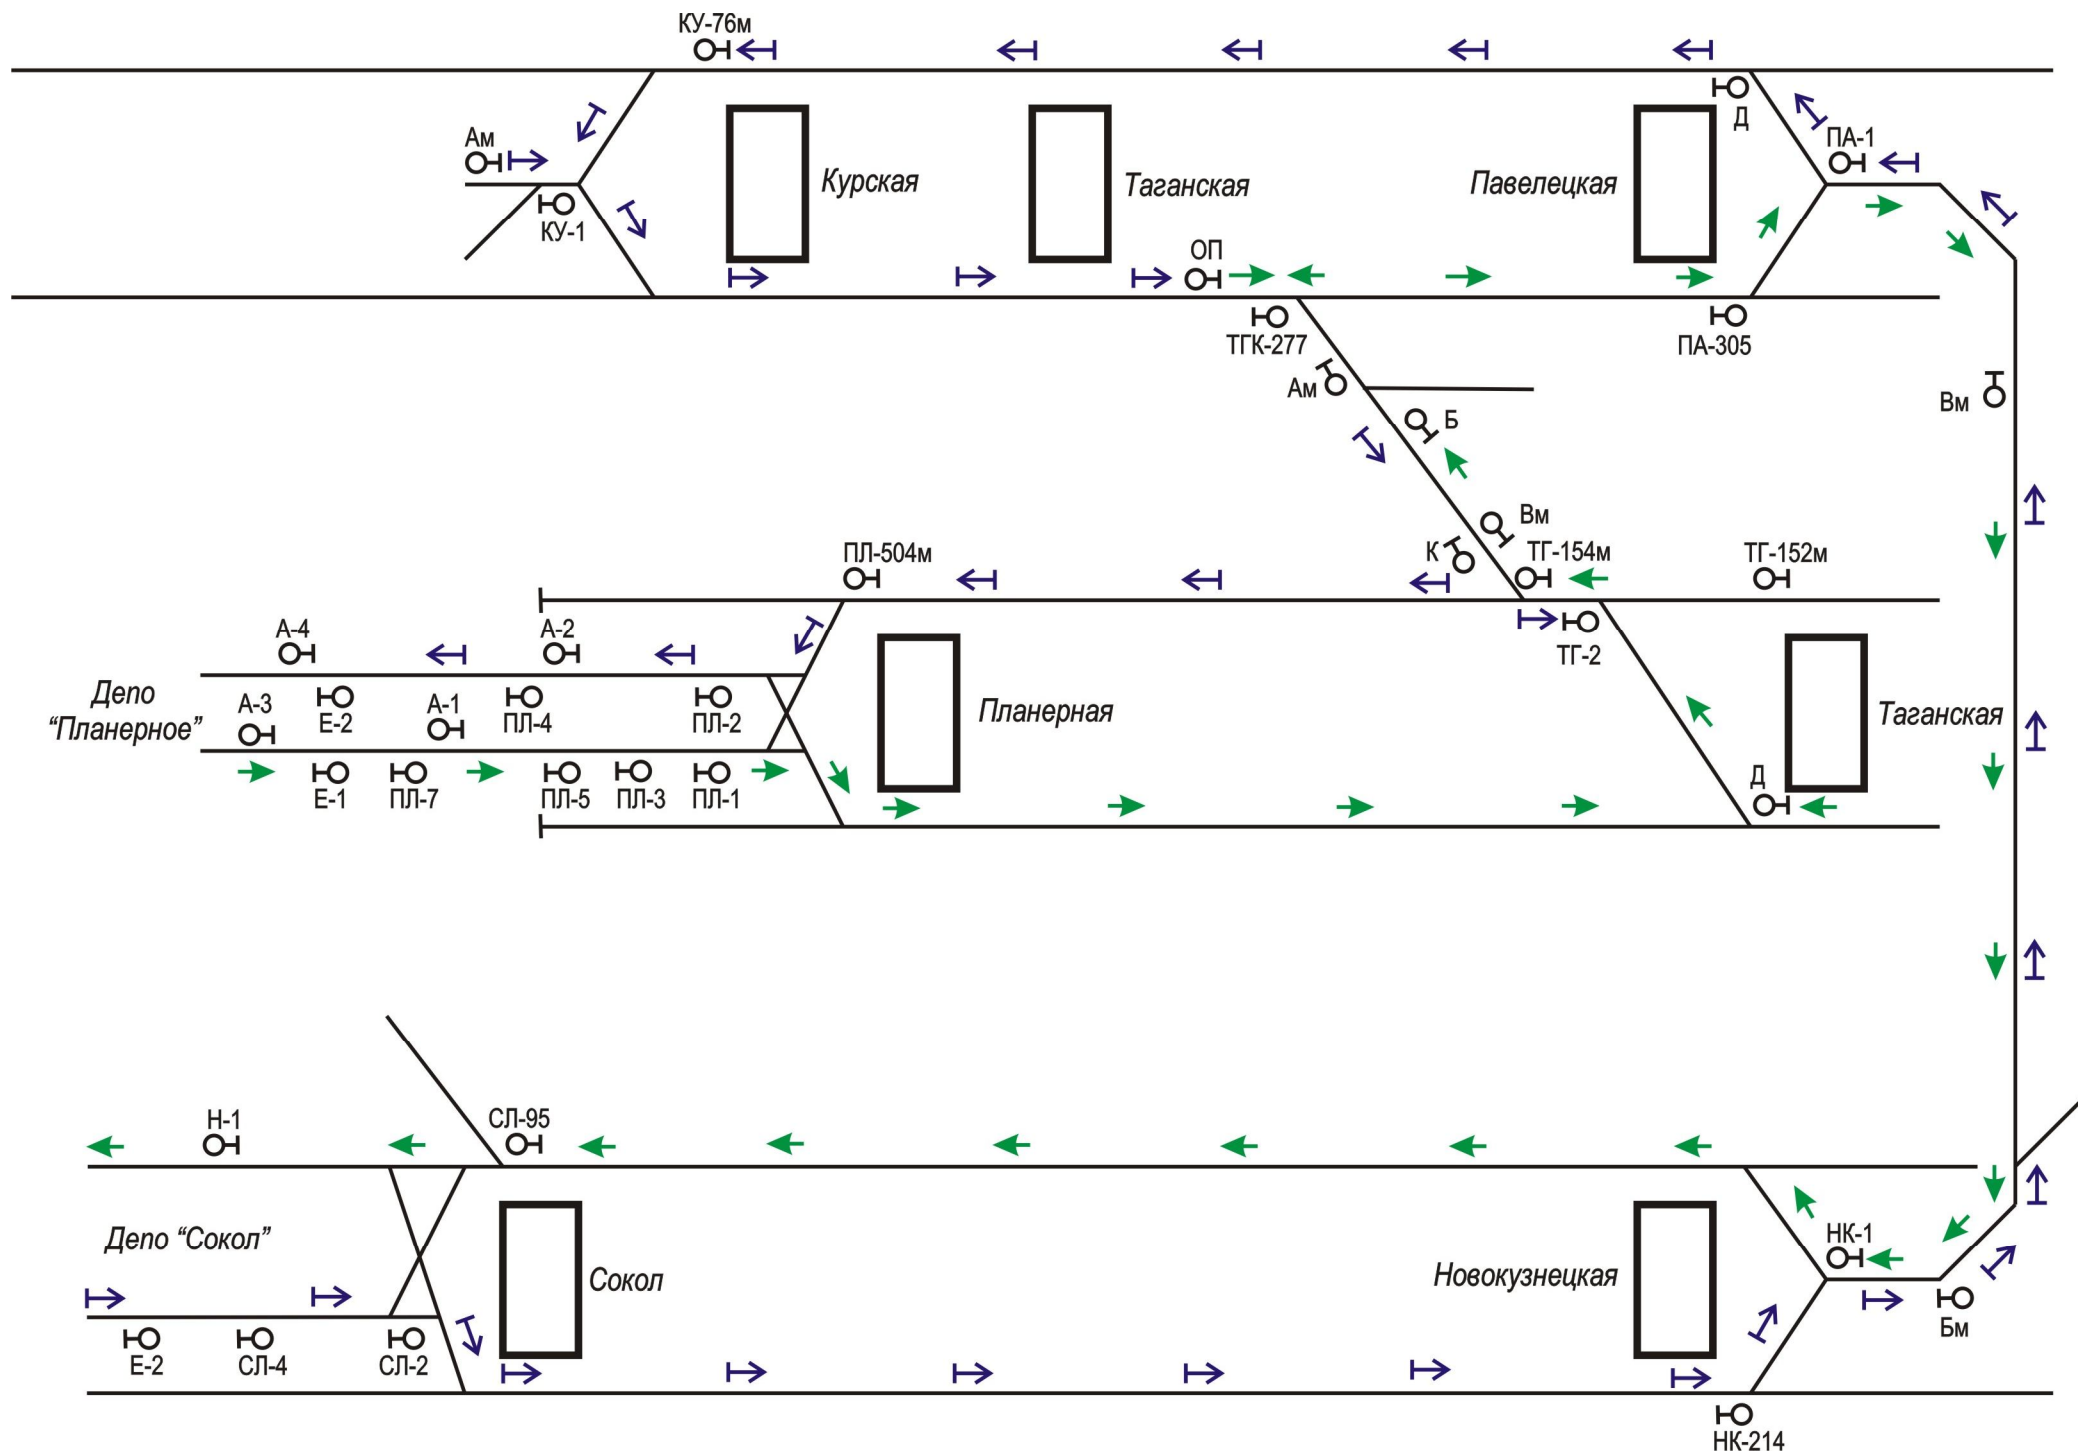 КУ-76м
Д
Ам
ПА-1
Курская
Таганская
Павелецкая
КУ-1
ОП
ТГК-277
ПА-305
Ам
Вм
Б
Вм
К
ТГ-154м
ТГ-152м
ПЛ-504м
А-4
А-2
ТГ-2
Депо
“Планерное”
А-3
Е-2
А-1
ПЛ-4
ПЛ-2
Планерная
Таганская
Д
Е-1
ПЛ-7
ПЛ-5
ПЛ-3
ПЛ-1
Н-1
СЛ-95
Депо “Сокол”
НК-1
Сокол
Новокузнецкая
Бм
Е-2
СЛ-4
СЛ-2
НК-214